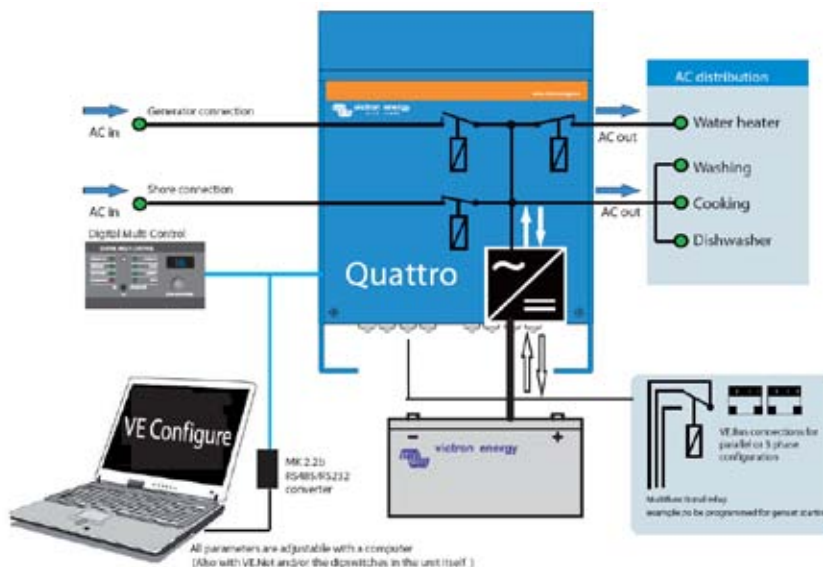 Generator connection
AC in
victron energy
AC out
AC distribution
Water heater
Washing
Shore connection
AC in
AC out
Cooking
Dishwasher
Digital Multi Control
Quattro
VE Configure
MK 2.2b
RS485/RS232
converter
victron energy
VE.Bus connections for
parallel or 3 phase
configuration
Multifunctional relay
example: to be programmed for genset starting
All parameters are adjustable with a computer
(Also with VE.Net and/or the dipswitches in the unit itself )